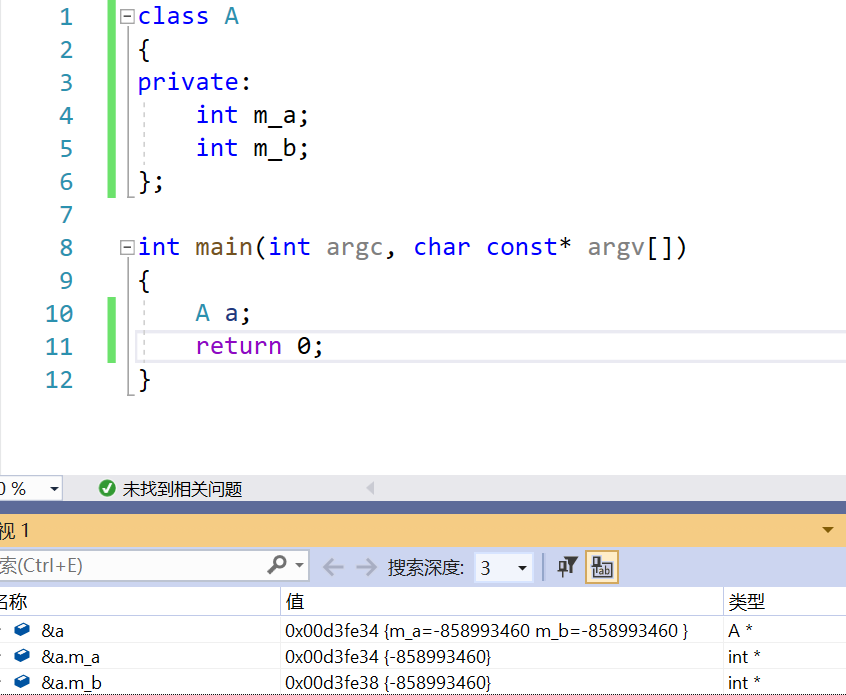 1 class A
2 {
3 private:
4     int m_a;
5     int m_b;
6 };
7
8 int main(int argc, char const* argv[])
9 {
10     A a;
11     return 0;
12 }
0 % 未找到相关问题
视 1
索(Ctrl+E) 搜索深度: 3
名称 值 类型
&a 0x00d3fe34 {m_a=-858993460 m_b=-858993460 } A *
&a.m_a 0x00d3fe34 {-858993460} int *
&a.m_b 0x00d3fe38 {-858993460} int *